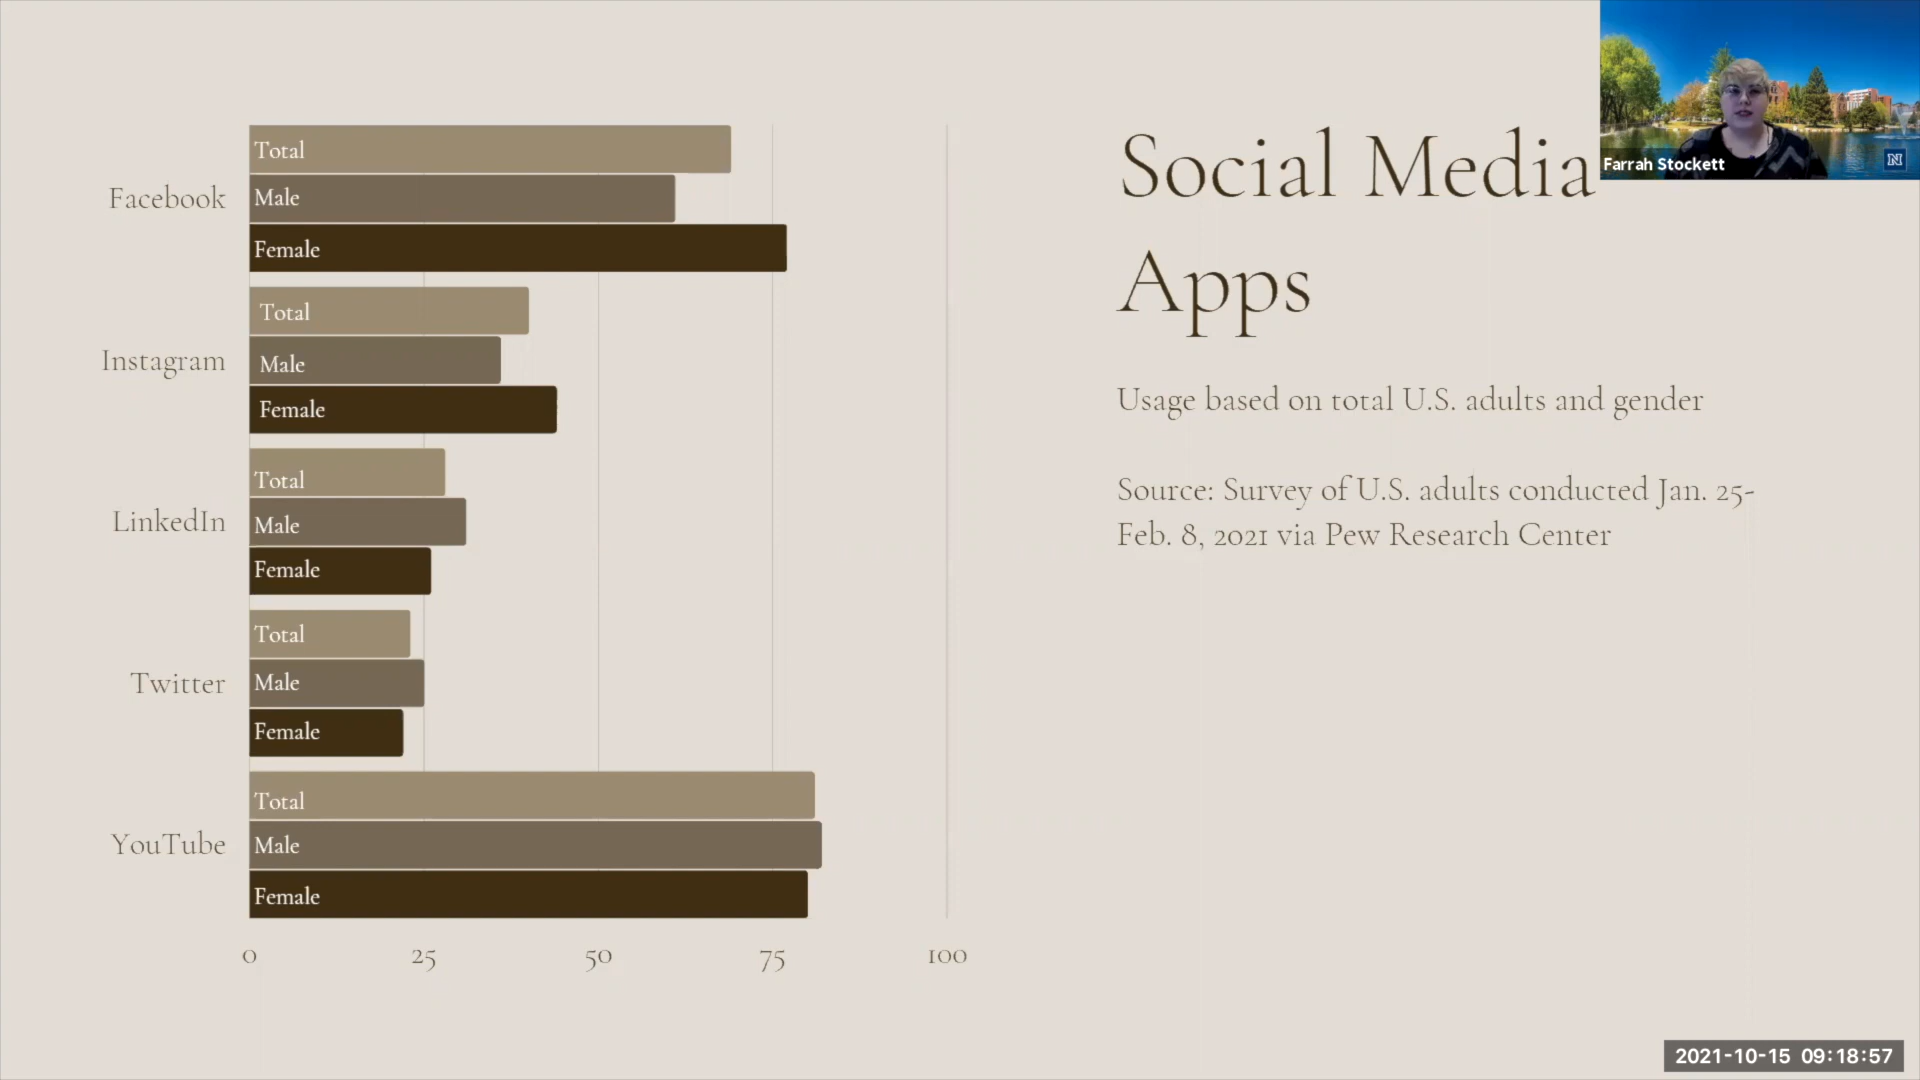 Facebook
Total
Male
Female
Instagram
Total
Male
Female
LinkedIn
Total
Male
Female
Twitter
Total
Male
Female
YouTube
Total
Male
Female
0 25 50 75 100
Social Media
Apps
Usage based on total U.S. adults and gender
Source: Survey of U.S. adults conducted Jan. 25-
Feb. 8, 2021 via Pew Research Center
Farrah Stockett
N
2021-10-15 09:18:57